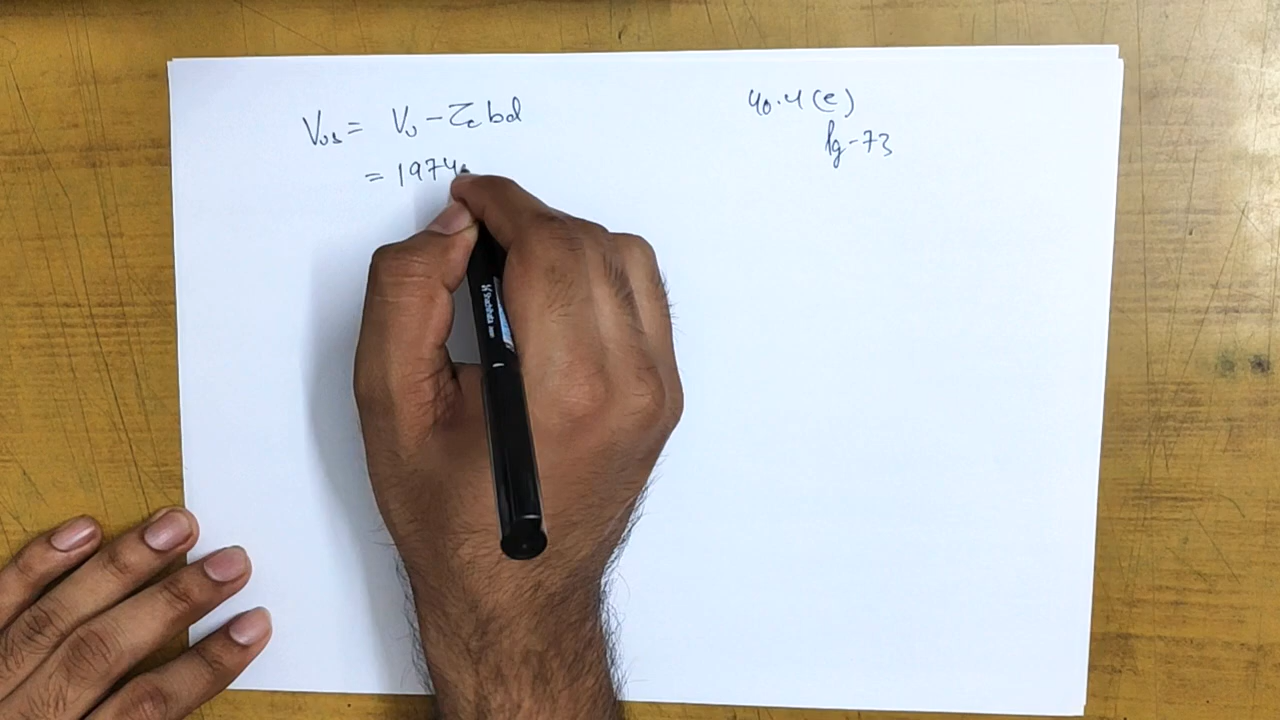 Vus = Vu - τc bd
= 1974
40.4 (e)
Pg-73